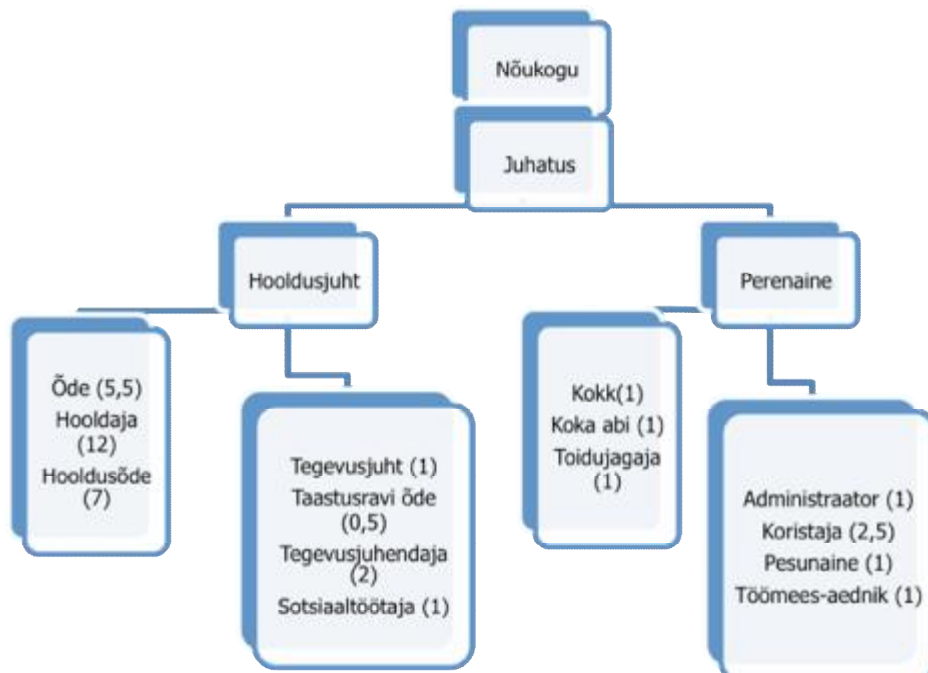 Nõukogu
Juhatus
Hooldusjuht
Perenaine
Õde (5,5)
Hooldaja
(12)
Hooldusõde
(7)
Tegevusjuht (1)
Taastusravi õde
(0,5)
Tegevusjuhendaja
(2)
Sotsiaaltöötaja (1)
Kokk(1)
Koka abi (1)
Toidujagaja
(1)
Administraator (1)
Koristaja (2,5)
Pesunaine (1)
Töömees-aednik (1)